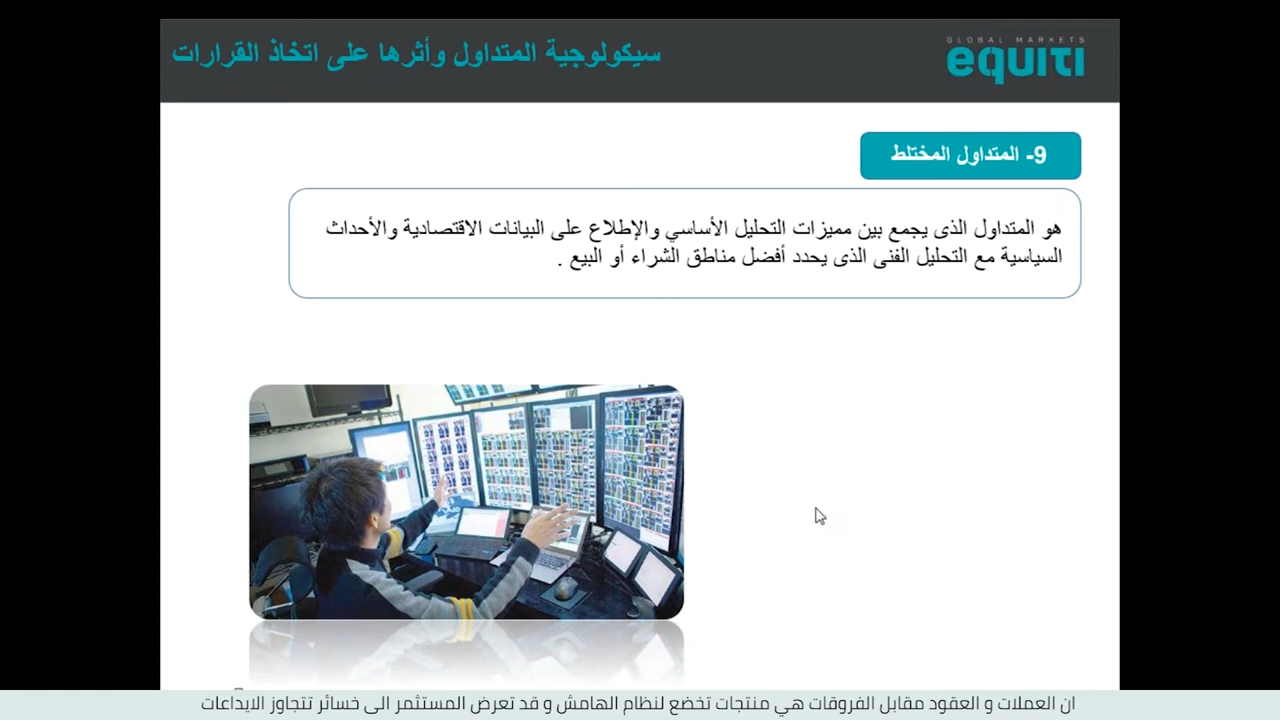 سيكولوجية المتداول وأثرها على اتخاذ القرارات
GLOBAL MARKETS
equiti
9- المتداول المختلط
هو المتداول الذى يجمع بين مميزات التحليل الأساسي والإطلاع على البيانات الاقتصادية والأحداث
السياسية مع التحليل الفنى الذى يحدد أفضل مناطق الشراء أو البيع .
ان العملات و العقود مقابل الفروقات هي منتجات تخضع لنظام الهامش و قد تعرض المستثمر الى خسائر تتجاوز الايداعات